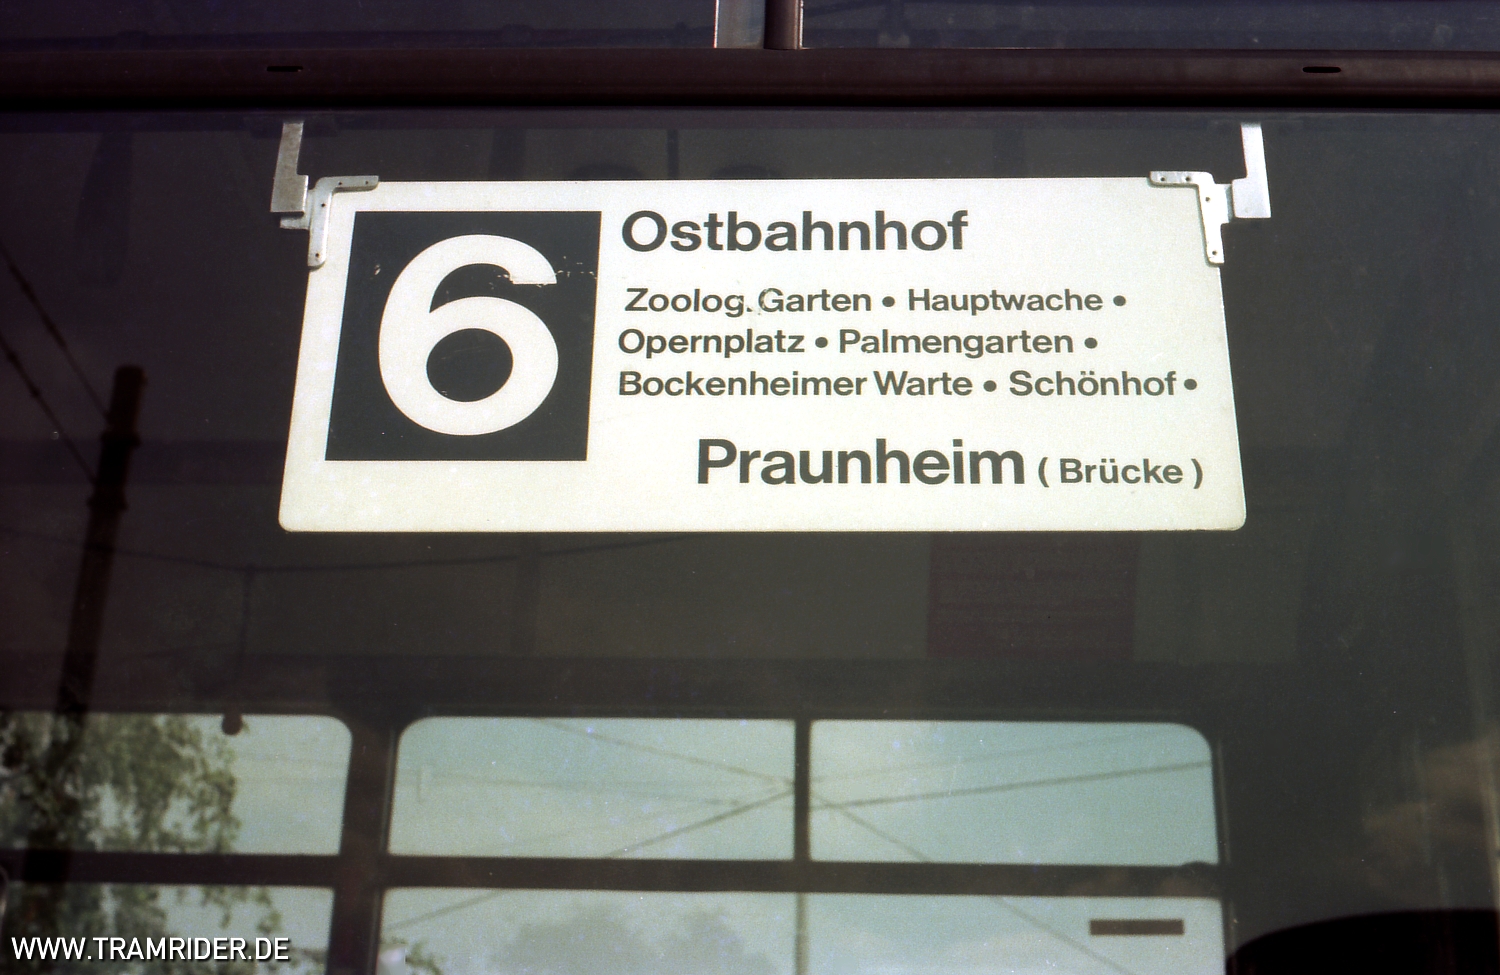 6
Ostbahnhof
Zoolog. Garten • Hauptwache •
Opernplatz • Palmengarten •
Bockenheimer Warte • Schönhof •
Praunheim ( Brücke )
WWW.TRAMRIDER.DE